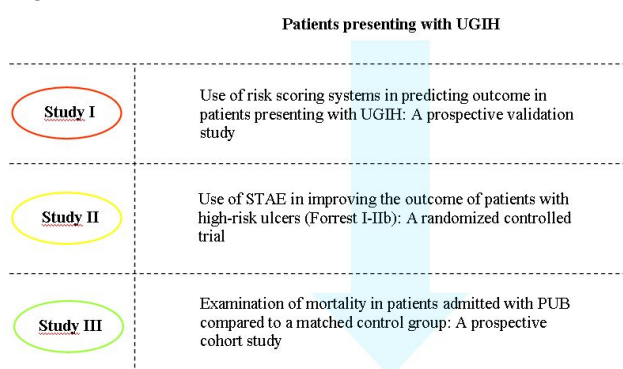 Patients presenting with UGIH
Study I
Use of risk scoring systems in predicting outcome in
patients presenting with UGIH: A prospective validation
study
Study II
Use of STAE in improving the outcome of patients with
high-risk ulcers (Forrest I-IIb): A randomized controlled
trial
Study III
Examination of mortality in patients admitted with PUB
compared to a matched control group: A prospective
cohort study